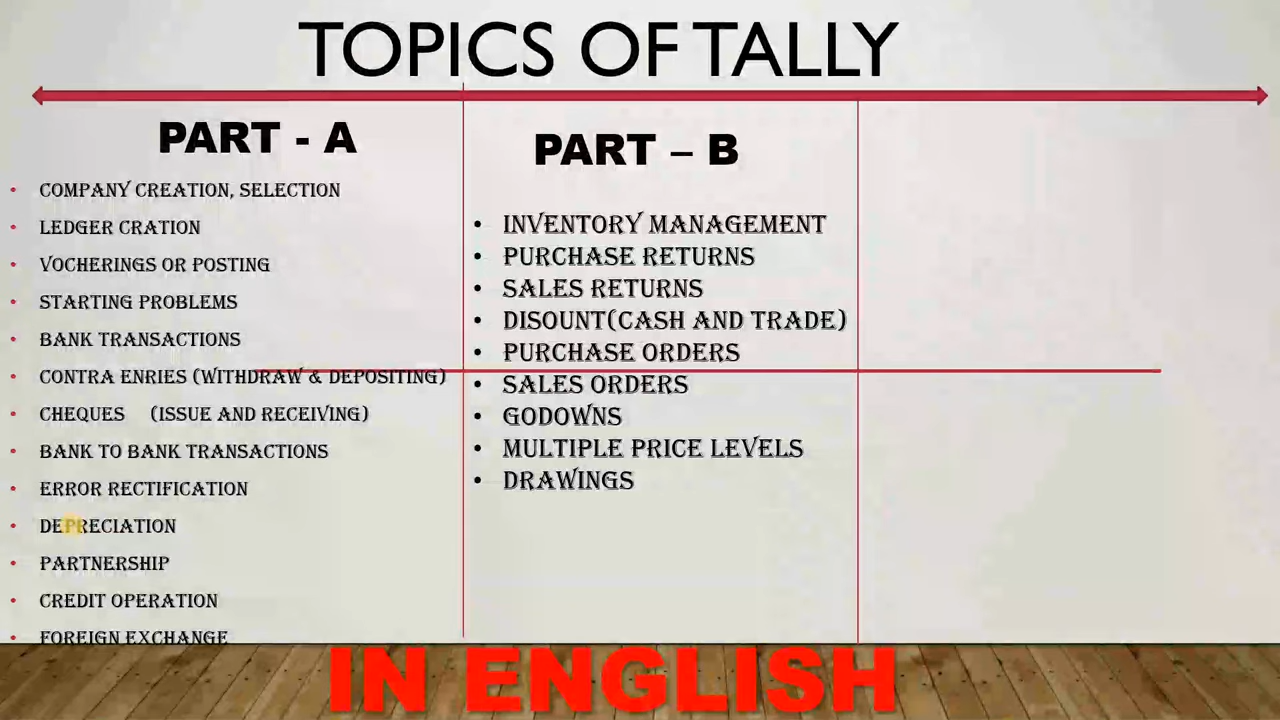 TOPICS OF TALLY
PART - A
COMPANY CREATION, SELECTION
LEDGER CRATION
VOCHERINGS OR POSTING
STARTING PROBLEMS
BANK TRANSACTIONS
CONTRA ENRIES (WITHDRAW & DEPOSITING)
CHEQUES (ISSUE AND RECEIVING)
BANK TO BANK TRANSACTIONS
ERROR RECTIFICATION
DEPRECIATION
PARTNERSHIP
CREDIT OPERATION
FOREIGN EXCHANGE
PART – B
INVENTORY MANAGEMENT
PURCHASE RETURNS
SALES RETURNS
DISOUNT(CASH AND TRADE)
PURCHASE ORDERS
SALES ORDERS
GODOWNS
MULTIPLE PRICE LEVELS
DRAWINGS
IN ENGLISH